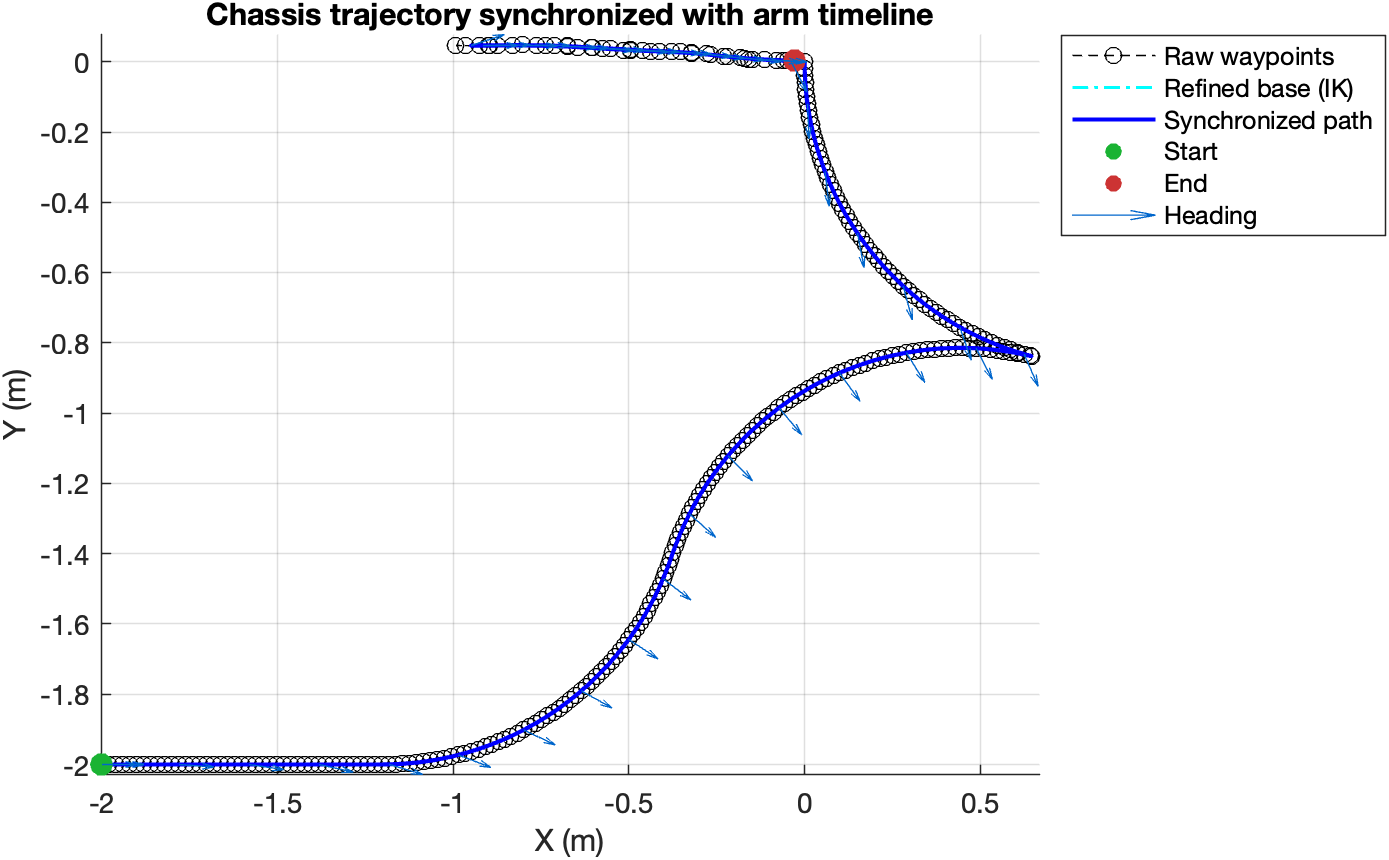 Chassis trajectory synchronized with arm timeline
Raw waypoints
Refined base (IK)
Synchronized path
Start
End
Heading
0
-0.2
-0.4
-0.6
-0.8
-1
-1.2
-1.4
-1.6
-1.8
-2
Y (m)
-2
-1.5
-1
-0.5
0
0.5
X (m)